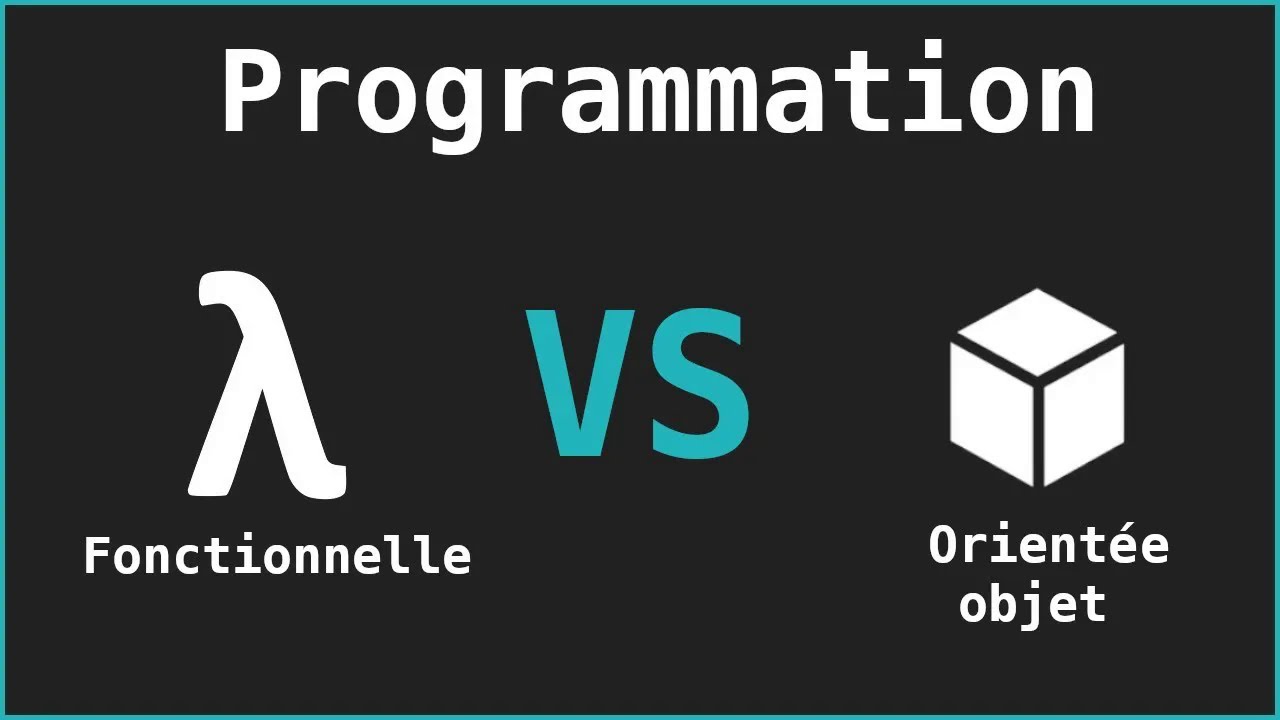 Programmation
λ
VS
Fonctionnelle
Orientée
objet